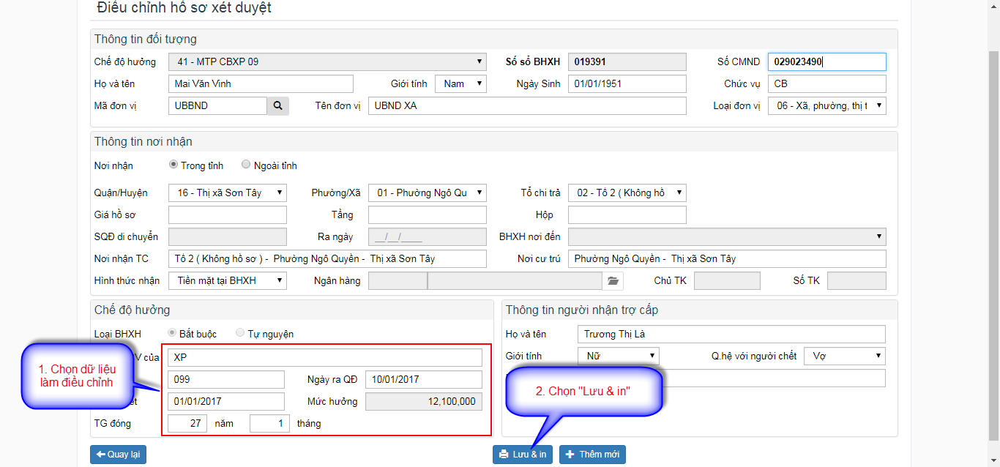 Điều chỉnh hồ sơ xét duyệt
Thông tin đối tượng
Chế độ hưởng 41 - MTP CBXP 09 Số sổ BHXH 019391 Số CMND 029023490
Họ và tên Mai Văn Vinh Giới tính Nam Ngày Sinh 01/01/1951 Chức vụ CB
Mã đơn vị UBBND Tên đơn vị UBND XA Loại đơn vị 06 - Xã, phường, thị t
Thông tin nơi nhận
Nơi nhận Trong tỉnh Ngoài tỉnh
Quận/Huyện 16 - Thị xã Sơn Tây Phường/Xã 01 - Phường Ngô Qu Tổ chi trả 02 - Tổ 2 ( Không hồ
Giá hồ sơ Tầng Hộp
SQĐ di chuyển Ra ngày __/__/____ BHXH nơi đến
Nơi nhận TC Tổ 2 ( Không hồ sơ ) - Phường Ngô Quyền - Thị xã Sơn Tây Nơi cư trú Phường Ngô Quyền - Thị xã Sơn Tây
Hình thức nhận Tiền mặt tại BHXH Ngân hàng Chủ TK Số TK
Chế độ hưởng Thông tin người nhận trợ cấp
Loại BHXH Bắt buộc Tự nguyện Họ và tên Trương Thị Là
V của XP Giới tính Nữ Q.hệ với người chết Vợ
1. Chọn dữ liệu
làm điều chỉnh
099 Ngày ra QĐ 10/01/2017
2. Chọn "Lưu & in"
01/01/2017 Mức hưởng 12,100,000
TG đóng 27 năm 1 tháng
Quay lại Lưu & in Thêm mới